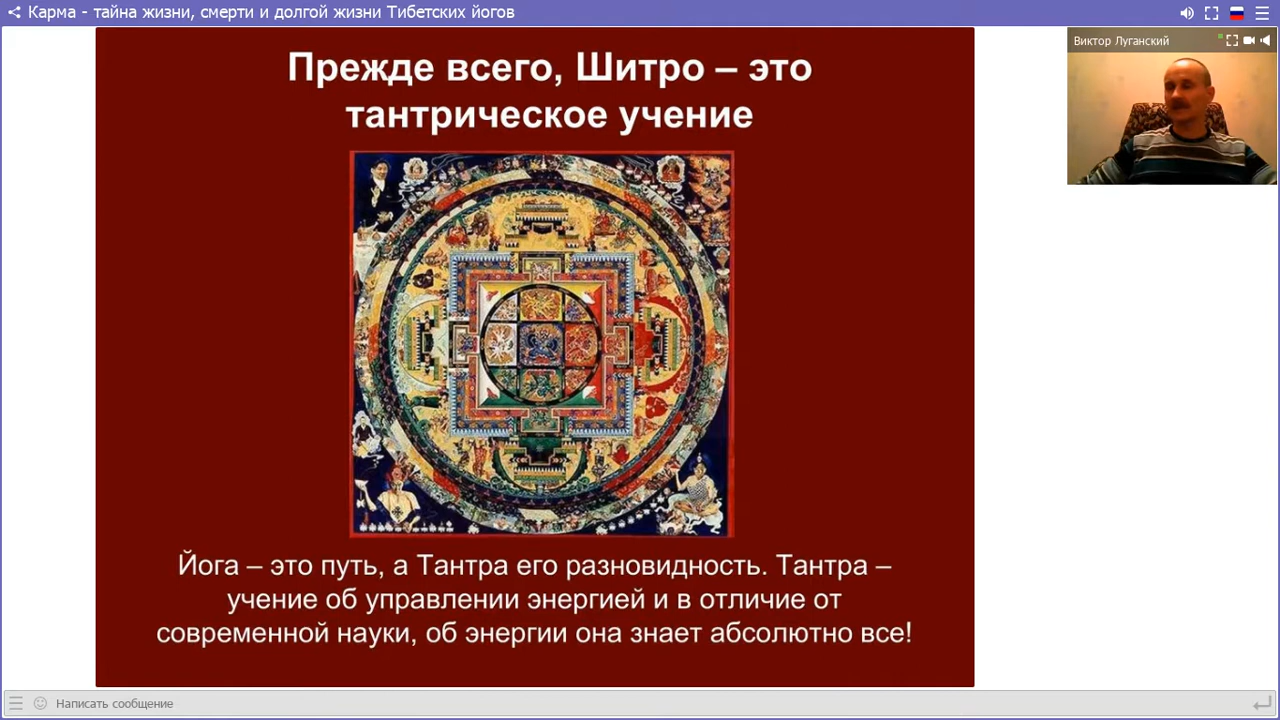 Карма - тайна жизни, смерти и долгой жизни Тибетских йогов
Виктор Луганский
Прежде всего, Шитро – это
тантрическое учение
Йога – это путь, а Тантра его разновидность. Тантра –
учение об управлении энергией и в отличие от
современной науки, об энергии она знает абсолютно все!
Написать сообщение